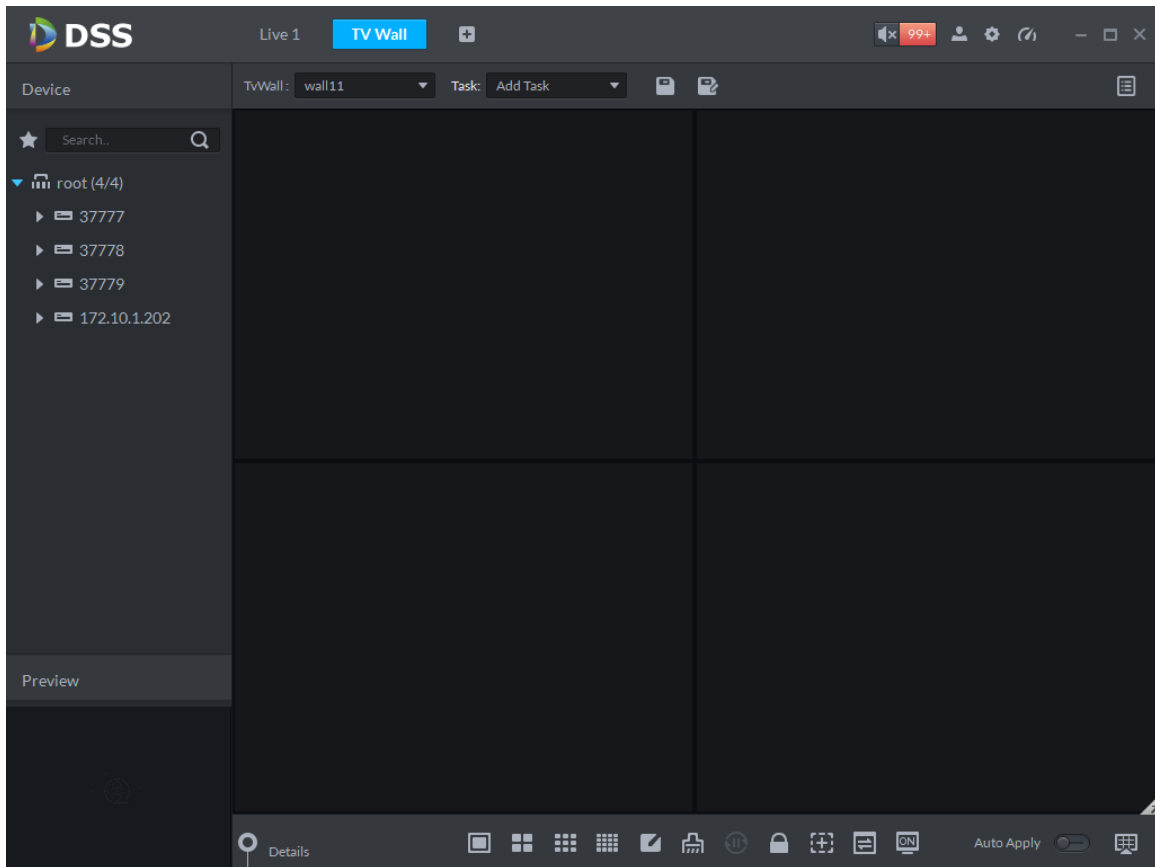 DSS
Live 1
TV Wall
99+
Device
TvWall: wall11
Task: Add Task
Search..
root (4/4)
37777
37778
37779
172.10.1.202
Preview
Details
ON
Auto Apply